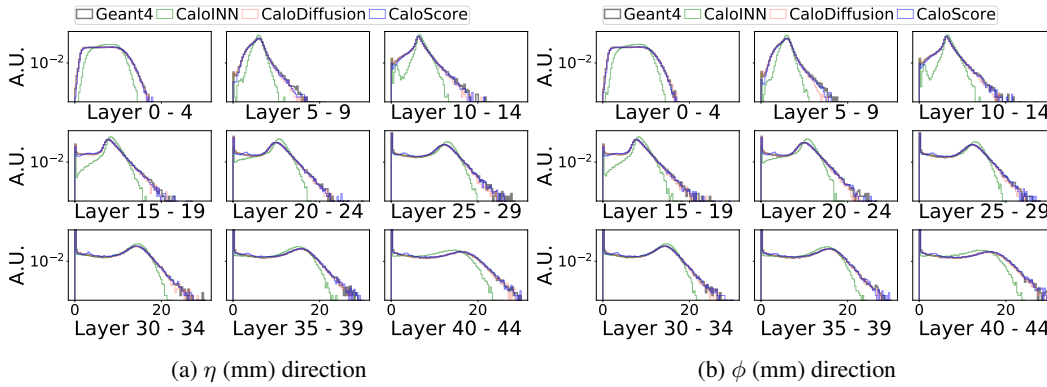 Geant4 CaloINN CaloDiffusion CaloScore Geant4 CaloINN CaloDiffusion CaloScore
A.U. 10⁻² A.U. 10⁻²
Layer 0 - 4 Layer 5 - 9 Layer 10 - 14 Layer 0 - 4 Layer 5 - 9 Layer 10 - 14
A.U. 10⁻² A.U. 10⁻²
Layer 15 - 19 Layer 20 - 24 Layer 25 - 29 Layer 15 - 19 Layer 20 - 24 Layer 25 - 29
A.U. 10⁻² A.U. 10⁻²
0 20 0 20 0 20 0 20 0 20 0 20
Layer 30 - 34 Layer 35 - 39 Layer 40 - 44 Layer 30 - 34 Layer 35 - 39 Layer 40 - 44
(a) η (mm) direction (b) ϕ (mm) direction